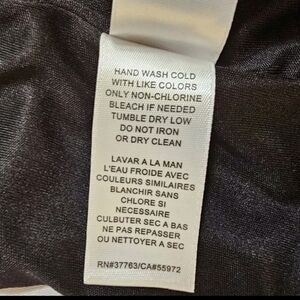 HAND WASH COLD
WITH LIKE COLORS
ONLY NON-CHLORINE
BLEACH IF NEEDED
TUMBLE DRY LOW
DO NOT IRON
OR DRY CLEAN
LAVAR A LA MAN
L'EAU FROIDE AVEC
COULEURS SIMILAIRES
BLANCHIR SANS
CHLORE SI
NECESSAIRE
CULBUTER SEC A BAS
NE PAS REPASSER
OU NETTOYER A SEC
RN#37763/CA#55972